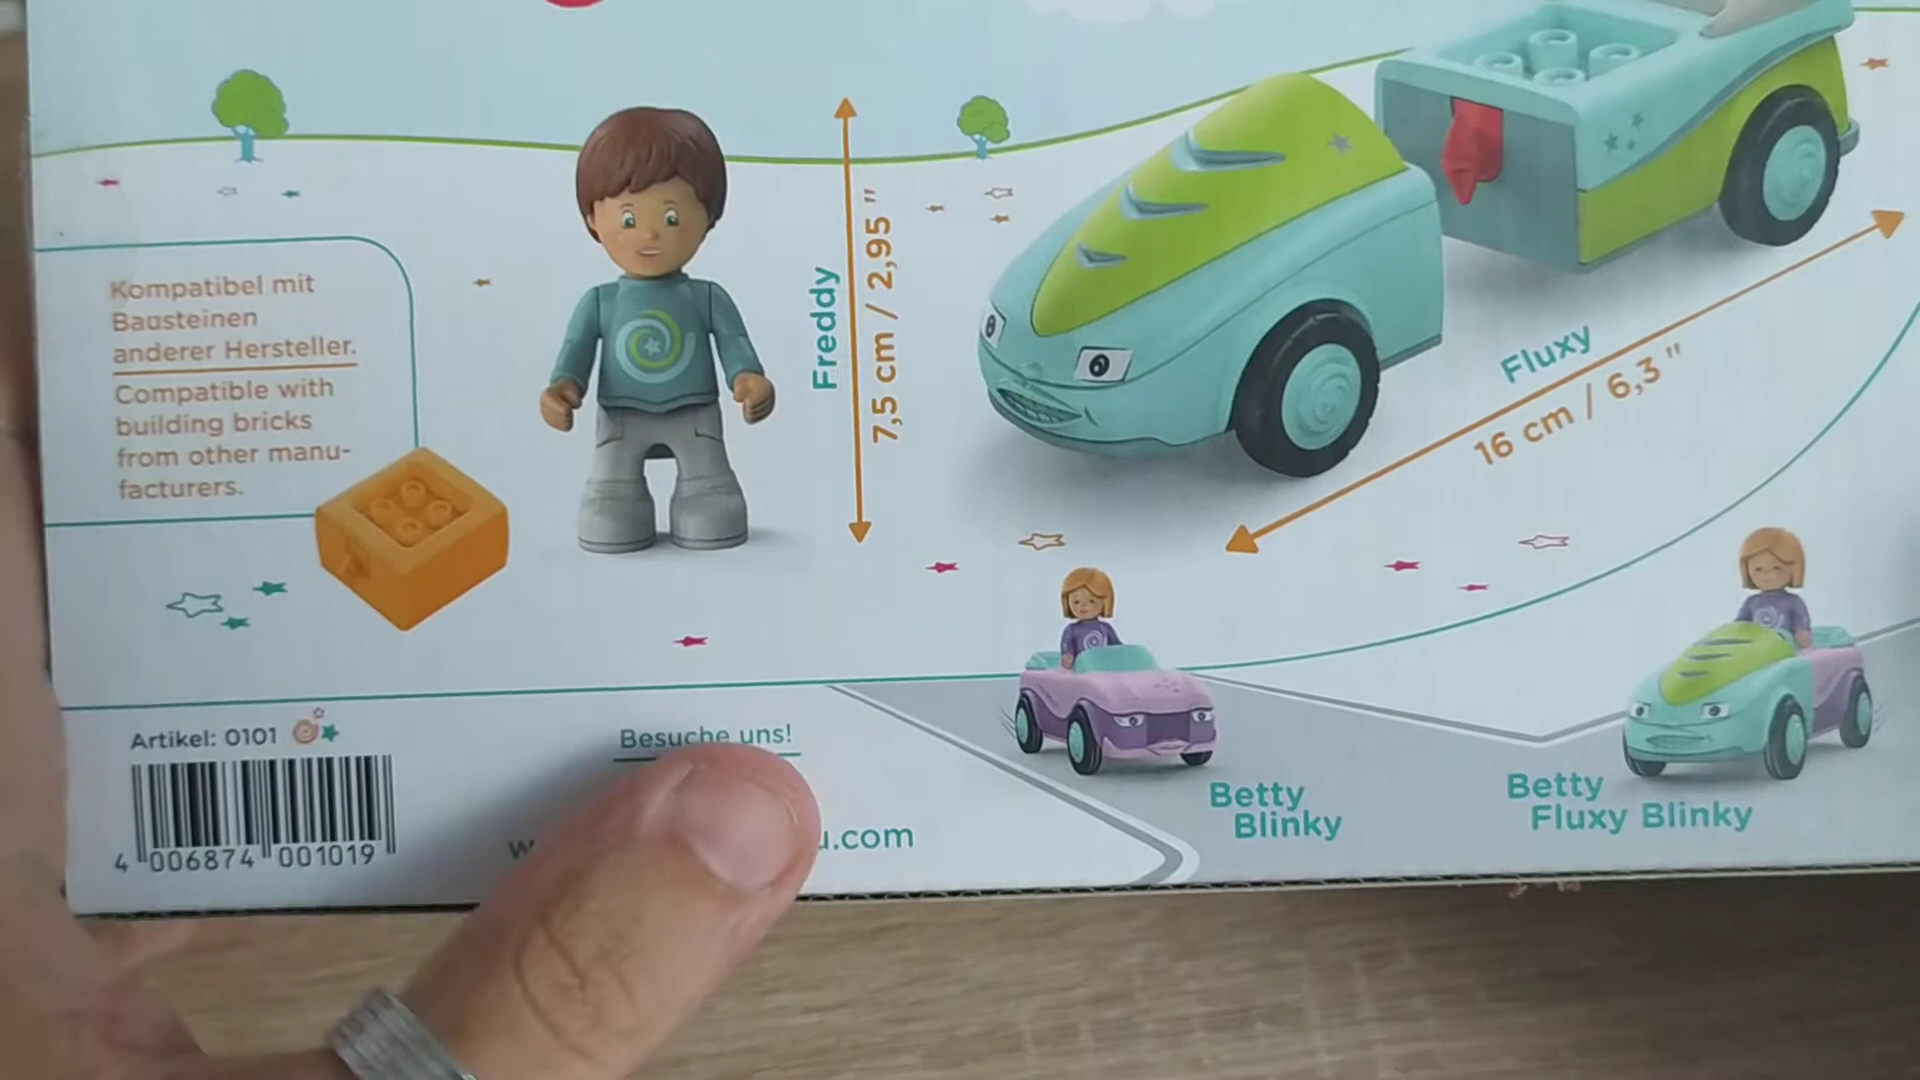 Kompatibel mit
Bausteinen
anderer Hersteller.
Compatible with
building bricks
from other manu-
facturers.
Freddy
7,5 cm / 2,95 "
Fluxy
16 cm / 6,3 "
Artikel: 0101
4 006874 001019
Besuche uns!
Betty
Blinky
Betty
Fluxy Blinky